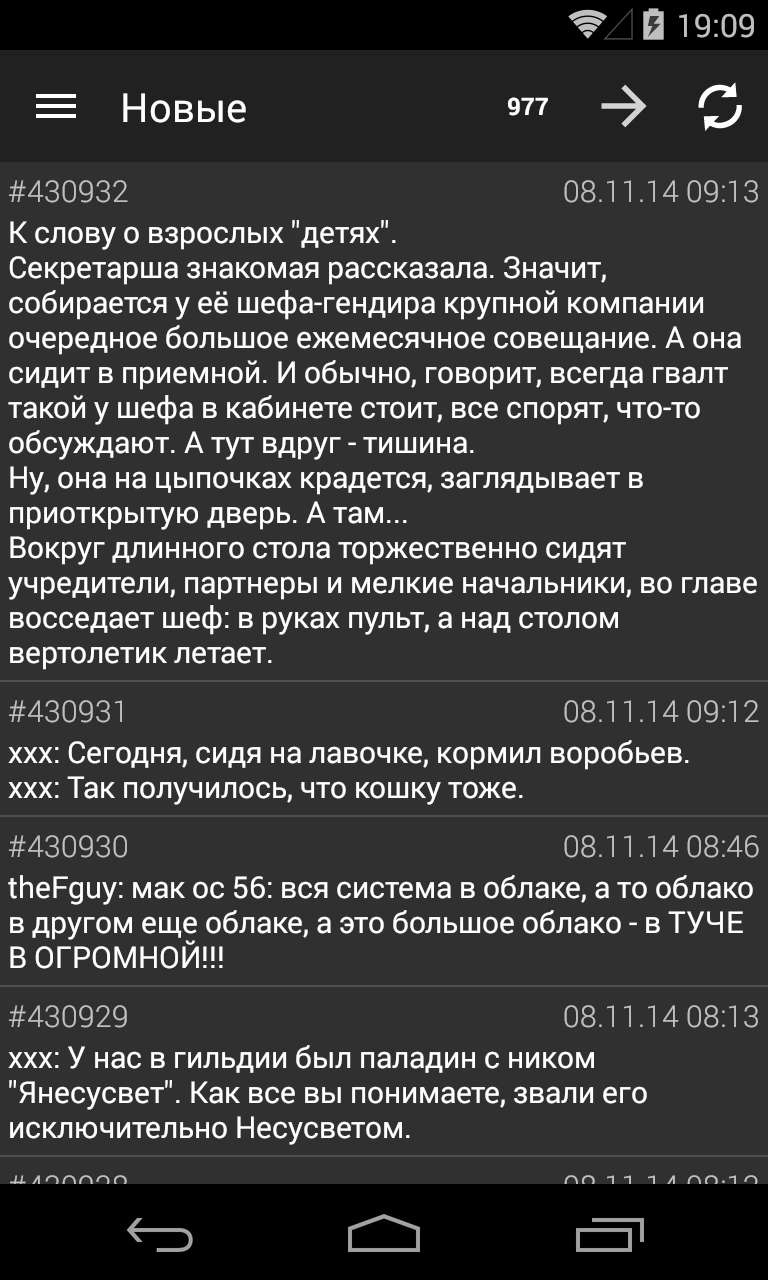 19:09
Новые 977
#430932 08.11.14 09:13
К слову о взрослых "детях".
Секретарша знакомая рассказала. Значит,
собирается у её шефа-гендира крупной компании
очередное большое ежемесячное совещание. А она
сидит в приемной. И обычно, говорит, всегда гвалт
такой у шефа в кабинете стоит, все спорят, что-то
обсуждают. А тут вдруг - тишина.
Ну, она на цыпочках крадется, заглядывает в
приоткрытую дверь. А там...
Вокруг длинного стола торжественно сидят
учредители, партнеры и мелкие начальники, во главе
восседает шеф: в руках пульт, а над столом
вертолетик летает.
#430931 08.11.14 09:12
xxx: Сегодня, сидя на лавочке, кормил воробьев.
xxx: Так получилось, что кошку тоже.
#430930 08.11.14 08:46
theFguy: мак ос 56: вся система в облаке, а то облако
в другом еще облаке, а это большое облако - в ТУЧЕ
В ОГРОМНОЙ!!!
#430929 08.11.14 08:13
xxx: У нас в гильдии был паладин с ником
"Янесусвет". Как все вы понимаете, звали его
исключительно Несусветом.